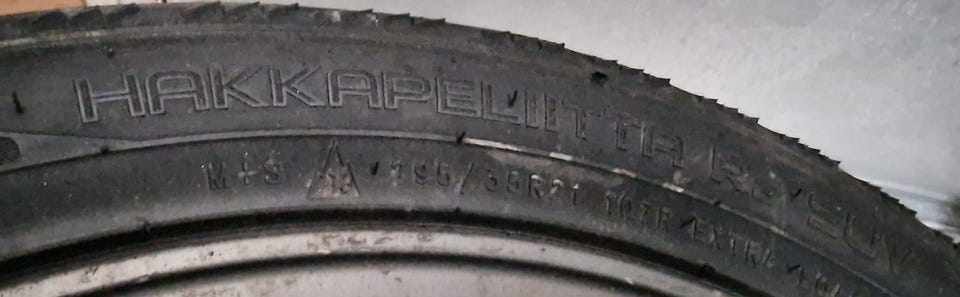 HAKKAPELIITTA R3 SUV
M+S 295/35R21 107R EXTRA LOAD